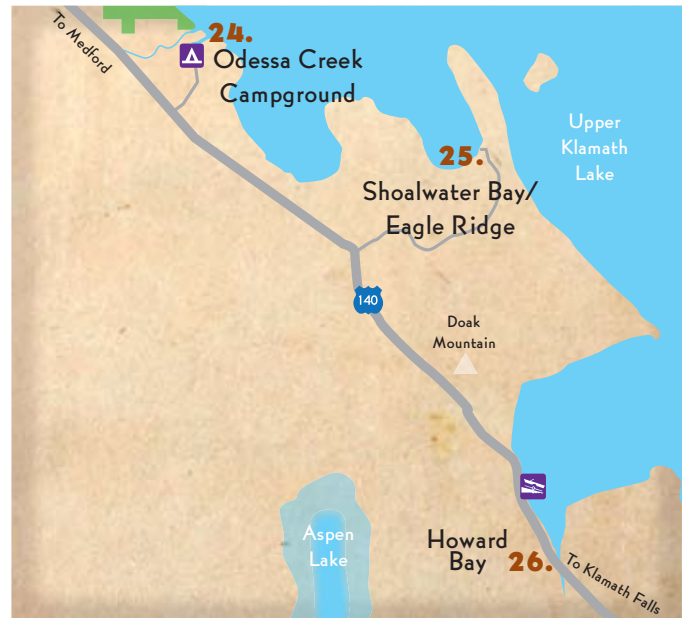 To Medford
24.
Odessa Creek
Campground
Upper
Klamath
Lake
25.
Shoalwater Bay/
Eagle Ridge
140
Doak
Mountain
Aspen
Lake
Howard
Bay 26.
To Klamath Falls